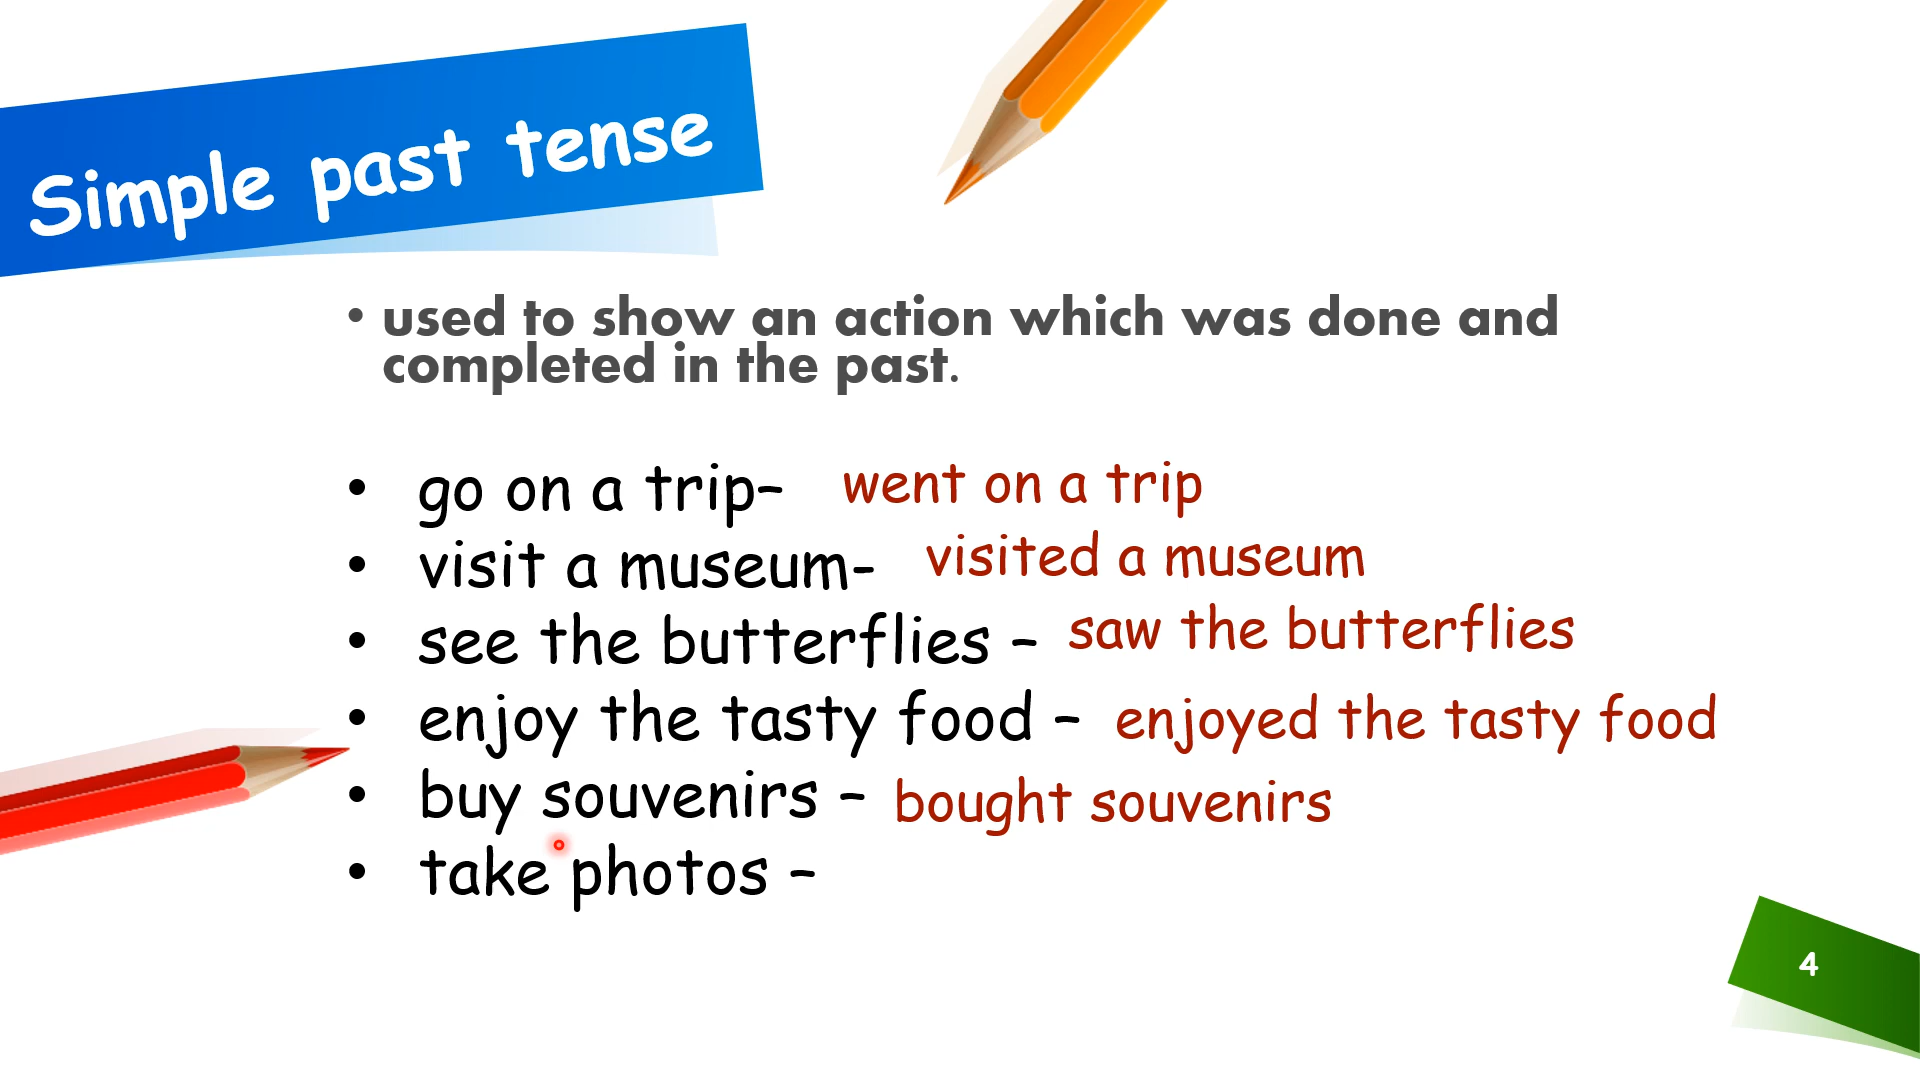 Simple past tense
• used to show an action which was done and
completed in the past.
• go on a trip– went on a trip
• visit a museum- visited a museum
• see the butterflies – saw the butterflies
• enjoy the tasty food – enjoyed the tasty food
• buy souvenirs – bought souvenirs
• take photos –
4